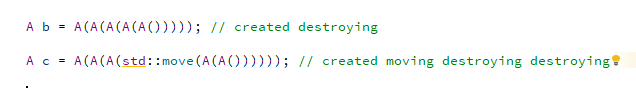 A b = A(A(A(A(A())))); // created destroying
A c = A(A(A(std::move(A(A()))))); // created moving destroying destroying